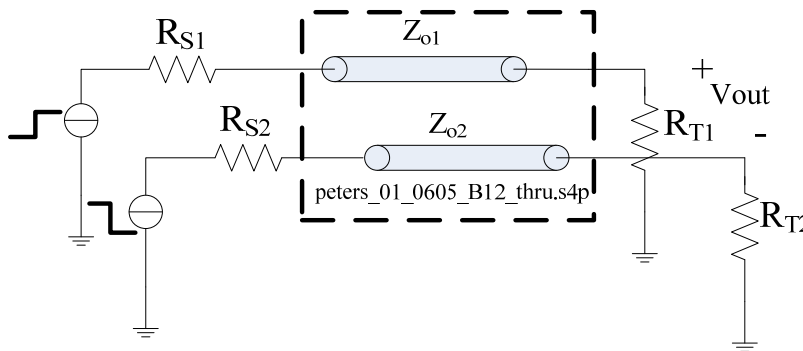 R_S1
Z_o1
+
Vout
-
R_S2
Z_o2
R_T1
peters_01_0605_B12_thru.s4p
R_T2